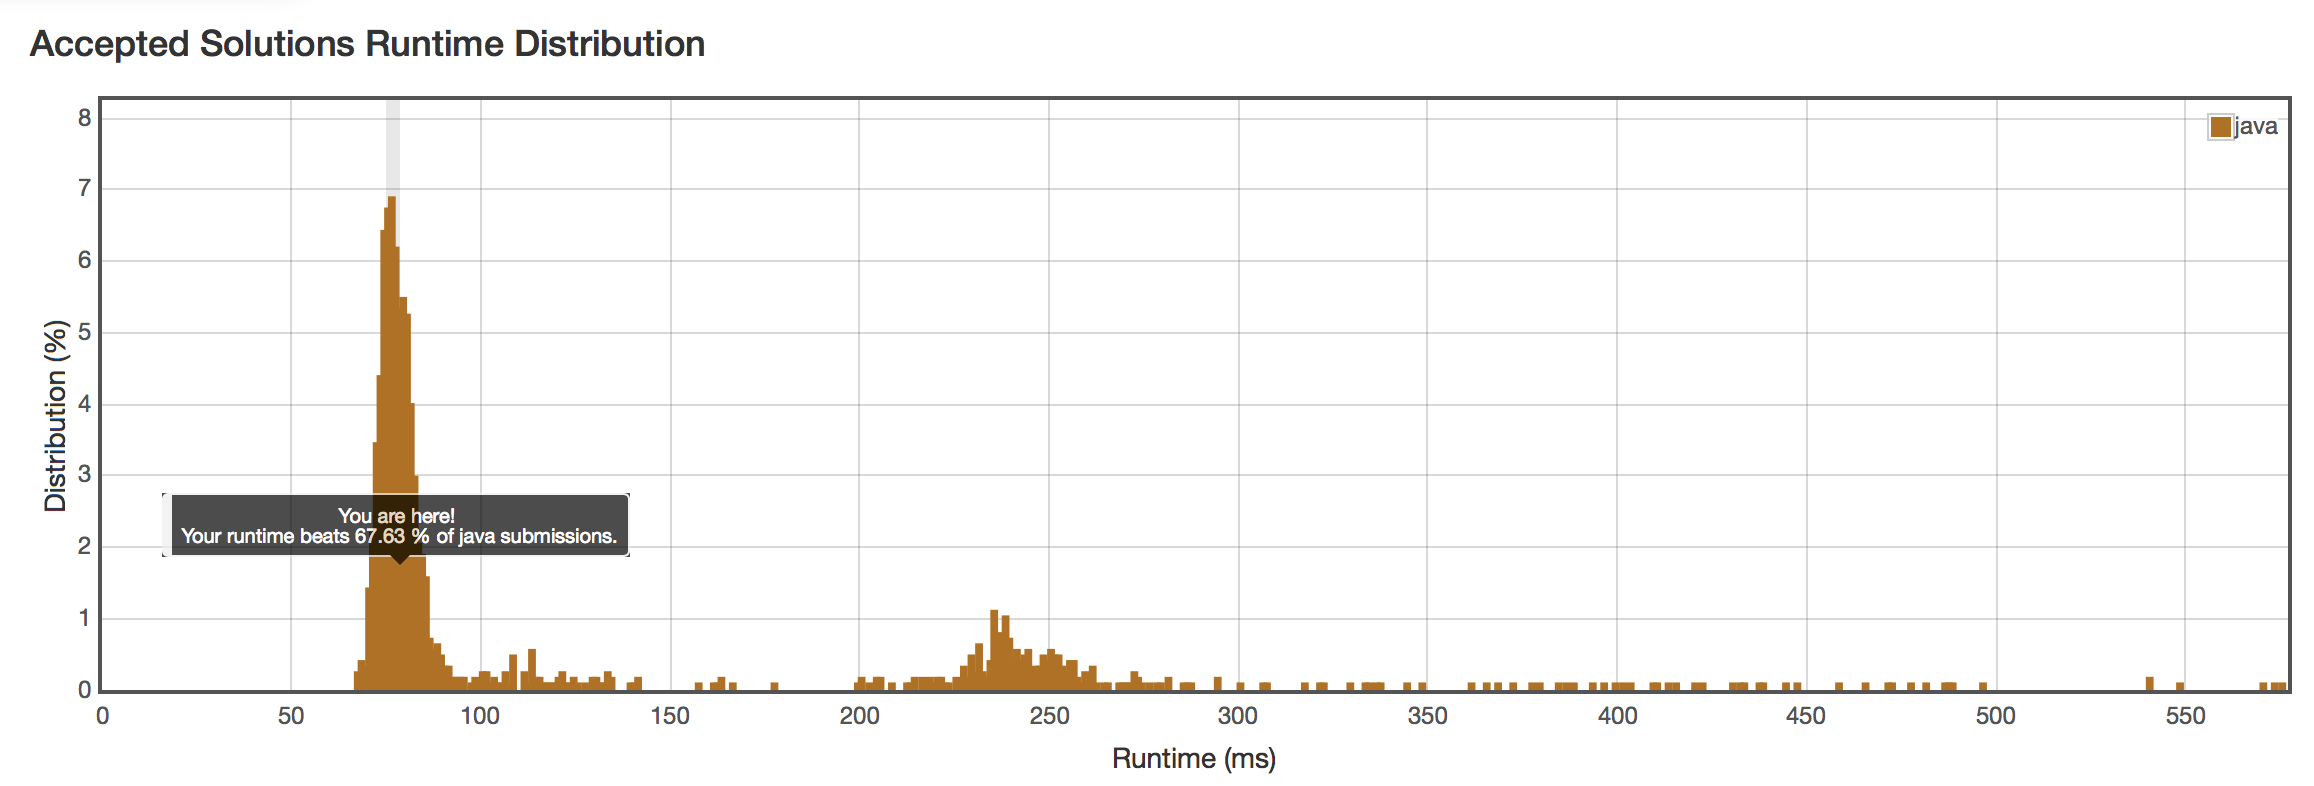 Accepted Solutions Runtime Distribution
java
Distribution (%)
8
7
6
5
4
3
2
1
0
You are here!
Your runtime beats 67.63 % of java submissions.
0 50 100 150 200 250 300 350 400 450 500 550
Runtime (ms)